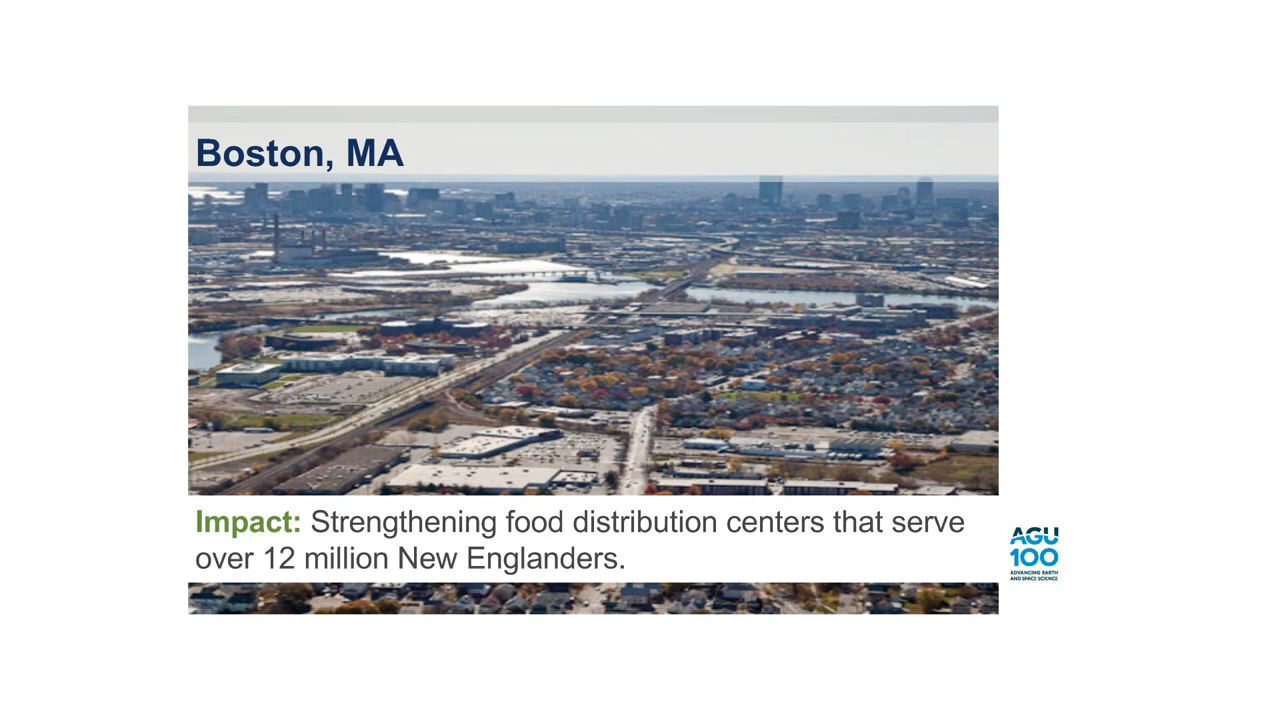 Boston, MA
Impact: Strengthening food distribution centers that serve
over 12 million New Englanders.
AGU
100
ADVANCING EARTH
AND SPACE SCIENCE